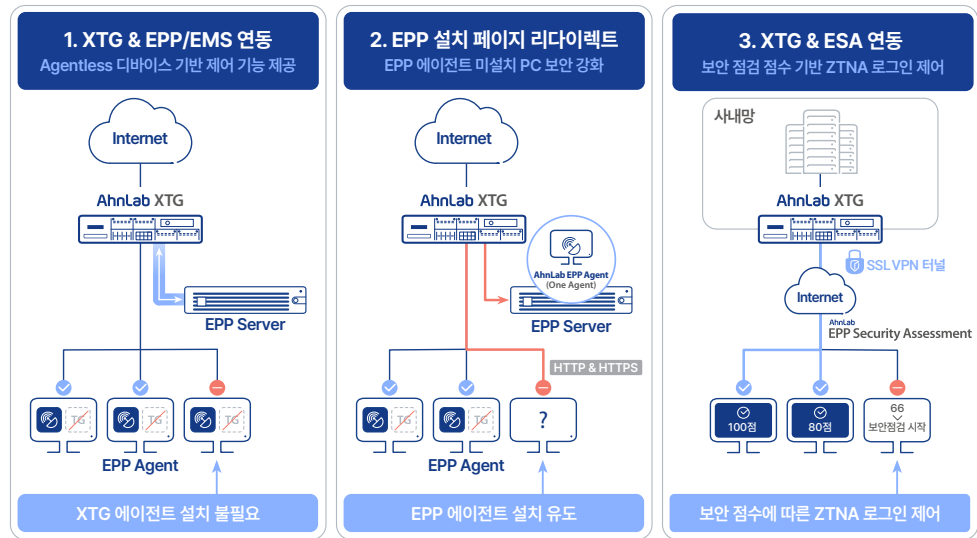 1. XTG & EPP/EMS 연동
Agentless 디바이스 기반 제어 기능 제공
Internet
AhnLab XTG
EPP Server
TG
TG
TG
EPP Agent
XTG 에이전트 설치 불필요
2. EPP 설치 페이지 리다이렉트
EPP 에이전트 미설치 PC 보안 강화
Internet
AhnLab XTG
AhnLab EPP Agent
(One Agent)
EPP Server
HTTP & HTTPS
TG
TG
?
EPP Agent
EPP 에이전트 설치 유도
3. XTG & ESA 연동
보안 점검 점수 기반 ZTNA 로그인 제어
사내망
AhnLab XTG
SSL VPN 터널
Internet
AhnLab
EPP Security Assessment
100점
80점
66
보안점검 시작
보안 점수에 따른 ZTNA 로그인 제어